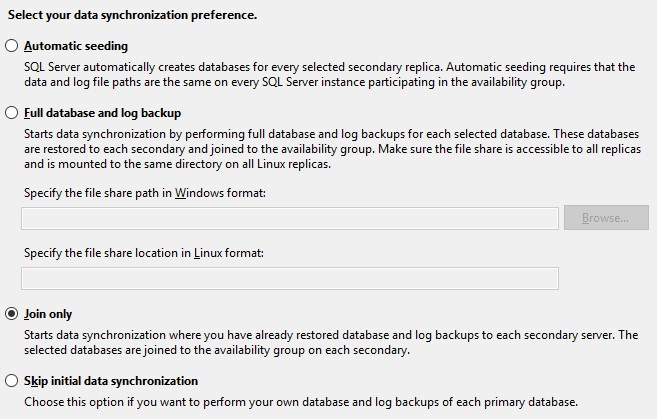 Select your data synchronization preference.
Automatic seeding
SQL Server automatically creates databases for every selected secondary replica. Automatic seeding requires that the
data and log file paths are the same on every SQL Server instance participating in the availability group.
Full database and log backup
Starts data synchronization by performing full database and log backups for each selected database. These databases
are restored to each secondary and joined to the availability group. Make sure the file share is accessible to all replicas
and is mounted to the same directory on all Linux replicas.
Specify the file share path in Windows format:
Browse...
Specify the file share location in Linux format:
Join only
Starts data synchronization where you have already restored database and log backups to each secondary server. The
selected databases are joined to the availability group on each secondary.
Skip initial data synchronization
Choose this option if you want to perform your own database and log backups of each primary database.